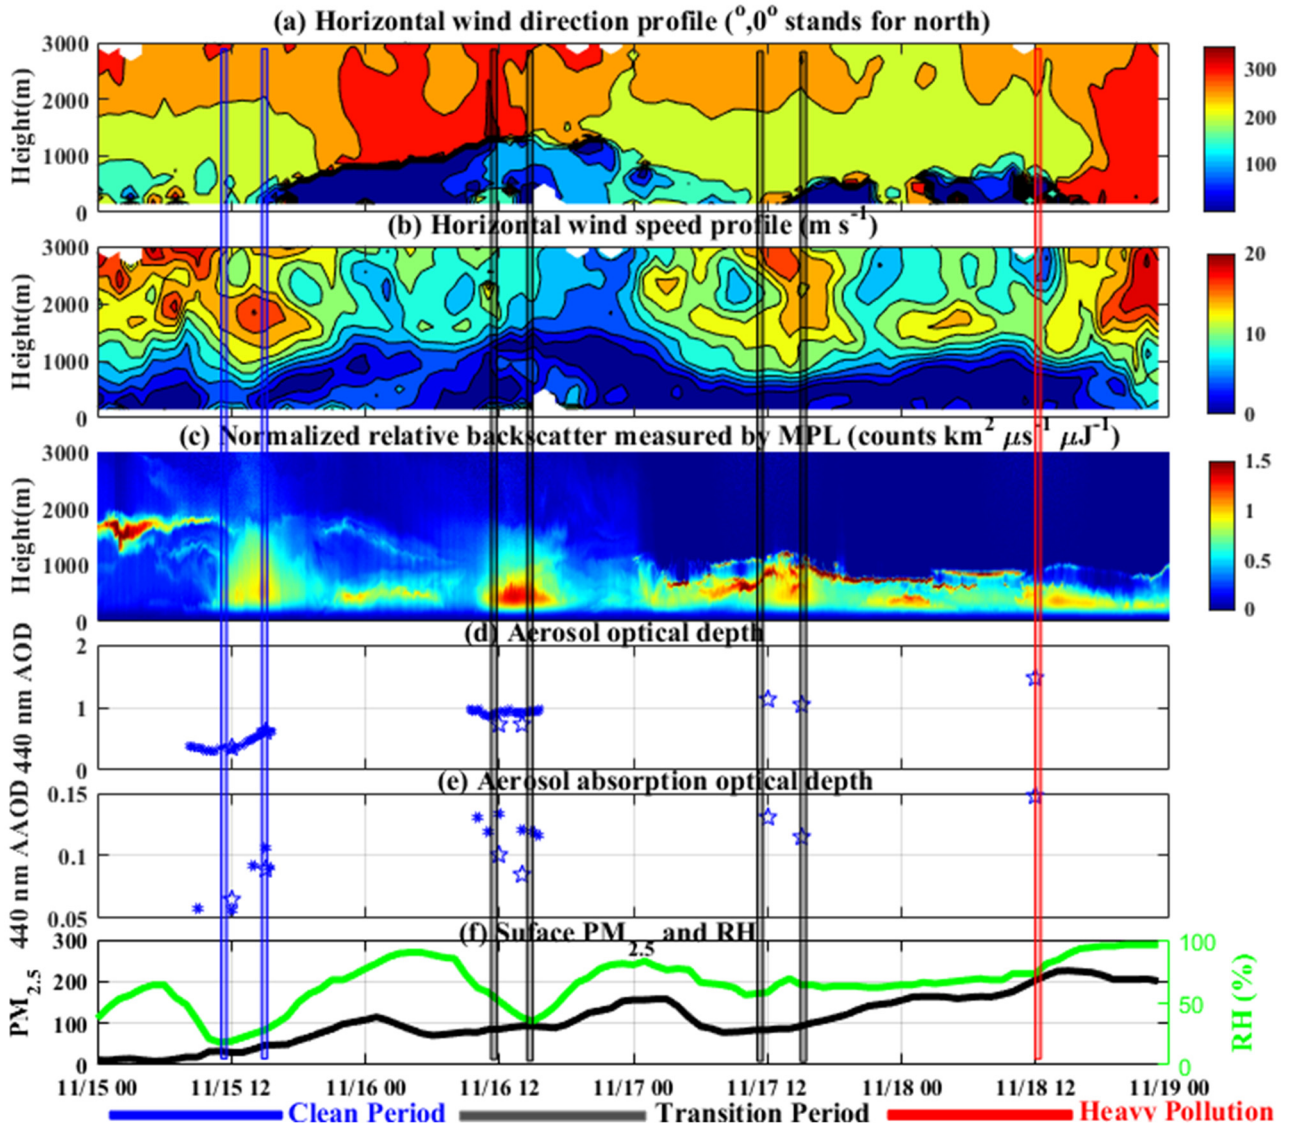 (a) Horizontal wind direction profile (°,0° stands for north)
Height(m)
3000
2000
1000
0
300
200
100
(b) Horizontal wind speed profile (m s-1)
Height(m)
3000
2000
1000
0
20
10
0
(c) Normalized relative backscatter measured by MPL (counts km2 μs-1 μJ-1)
Height(m)
3000
2000
1000
0
1.5
1
0.5
0
(d) Aerosol optical depth
440 nm AOD
2
1
0
(e) Aerosol absorption optical depth
440 nm AAOD
0.15
0.1
0.05
(f) Suface PM2.5 and RH
PM2.5
300
200
100
0
100
50
0
RH (%)
11/15 00 11/15 12 11/16 00 11/16 12 11/17 00 11/17 12 11/18 00 11/18 12 11/19 00
Clean Period Transition Period Heavy Pollution